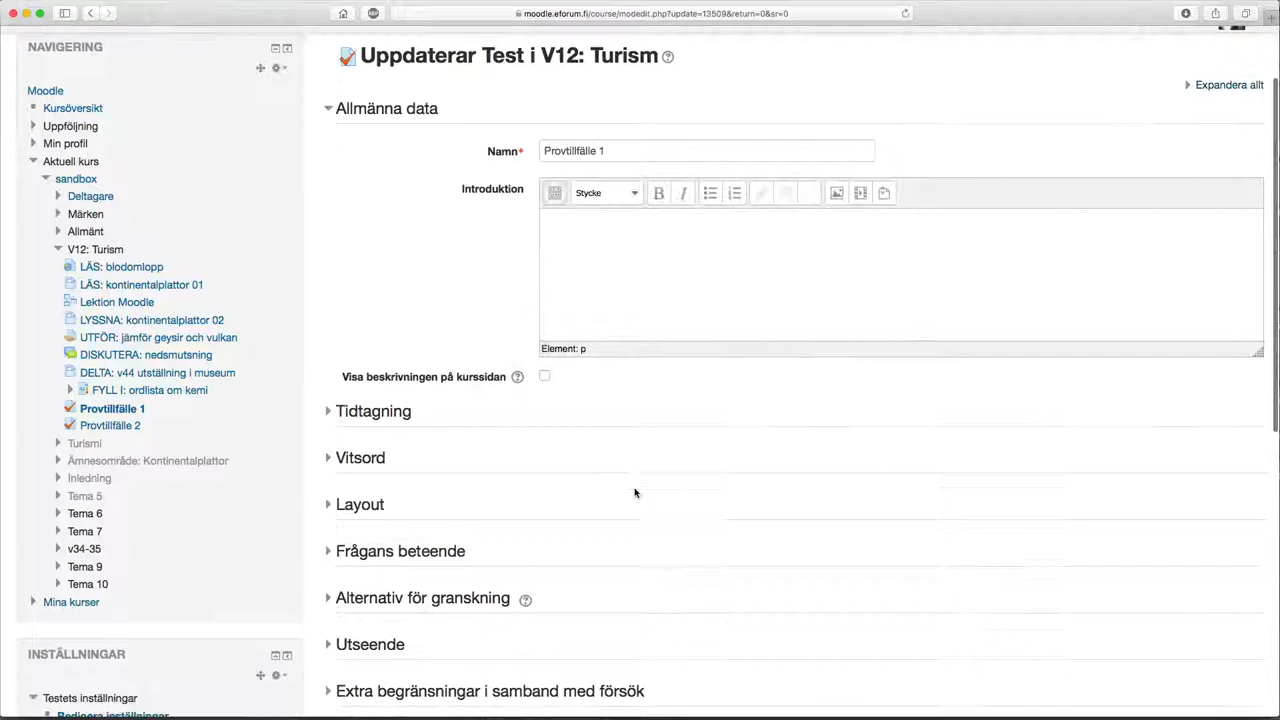 moodle.eforum.fi/course/modedit.php?update=13509&return=0&sr=0
NAVIGERING
Moodle
Kursöversikt
Uppföljning
Min profil
Aktuell kurs
sandbox
Deltagare
Märken
Allmänt
V12: Turism
LÄS: blodomlopp
LÄS: kontinentalplattor 01
Lektion Moodle
LYSSNA: kontinentalplattor 02
UTFÖR: jämför geysir och vulkan
DISKUTERA: nedsmutsning
DELTA: v44 utställning i museum
FYLL I: ordlista om kemi
Provtillfälle 1
Provtillfälle 2
Turismi
Ämnesområde: Kontinentalplattor
Inledning
Tema 5
Tema 6
Tema 7
v34-35
Tema 9
Tema 10
Mina kurser
INSTÄLLNINGAR
Testets inställningar
Redigera inställningar
Uppdaterar Test i V12: Turism
Expandera allt
Allmänna data
Namn* Provtillfälle 1
Introduktion
Stycke
B I
Element: p
Visa beskrivningen på kurssidan
Tidtagning
Vitsord
Layout
Frågans beteende
Alternativ för granskning
Utseende
Extra begränsningar i samband med försök